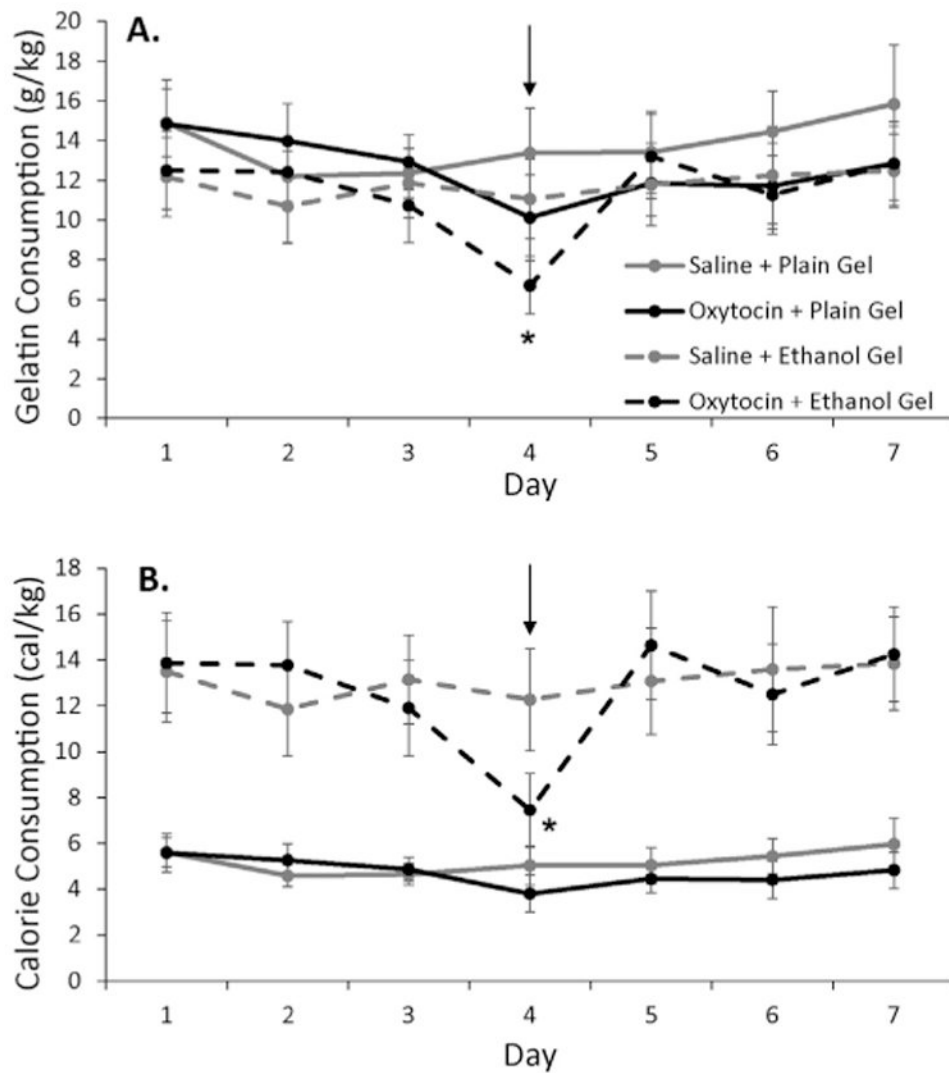 A.
Gelatin Consumption (g/kg)
20
18
16
14
12
10
8
6
4
2
0
*
Saline + Plain Gel
Oxytocin + Plain Gel
Saline + Ethanol Gel
Oxytocin + Ethanol Gel
1 2 3 4 5 6 7
Day
B.
Calorie Consumption (cal/kg)
18
16
14
12
10
8
6
4
2
0
*
1 2 3 4 5 6 7
Day